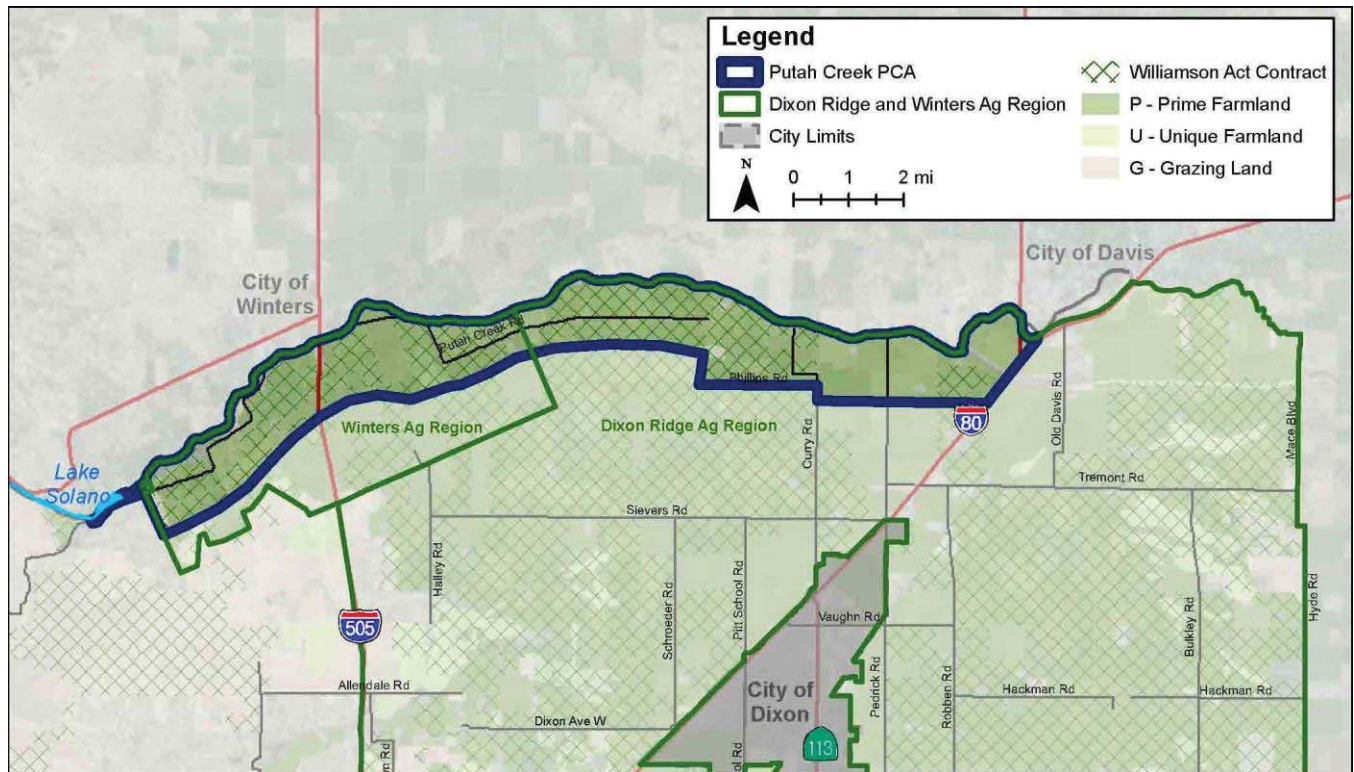 Legend
Putah Creek PCA
Dixon Ridge and Winters Ag Region
City Limits
N
0 1 2 mi
Williamson Act Contract
P - Prime Farmland
U - Unique Farmland
G - Grazing Land
City of Davis
City of
Winters
Putah Creek Rd
Phillips Rd
Winters Ag Region
Dixon Ridge Ag Region
80
Curry Rd
Old Davis Rd
Mace Blvd
Lake
Solano
Tremont Rd
Sievers Rd
Halley Rd
Schroeder Rd
Pitt School Rd
Vaughn Rd
Hyde Rd
505
Bulkley Rd
Pedrick Rd
Robben Rd
Allendale Rd
City of
Dixon
Hackman Rd
Hackman Rd
Dixon Ave W
113
Rd
Rd